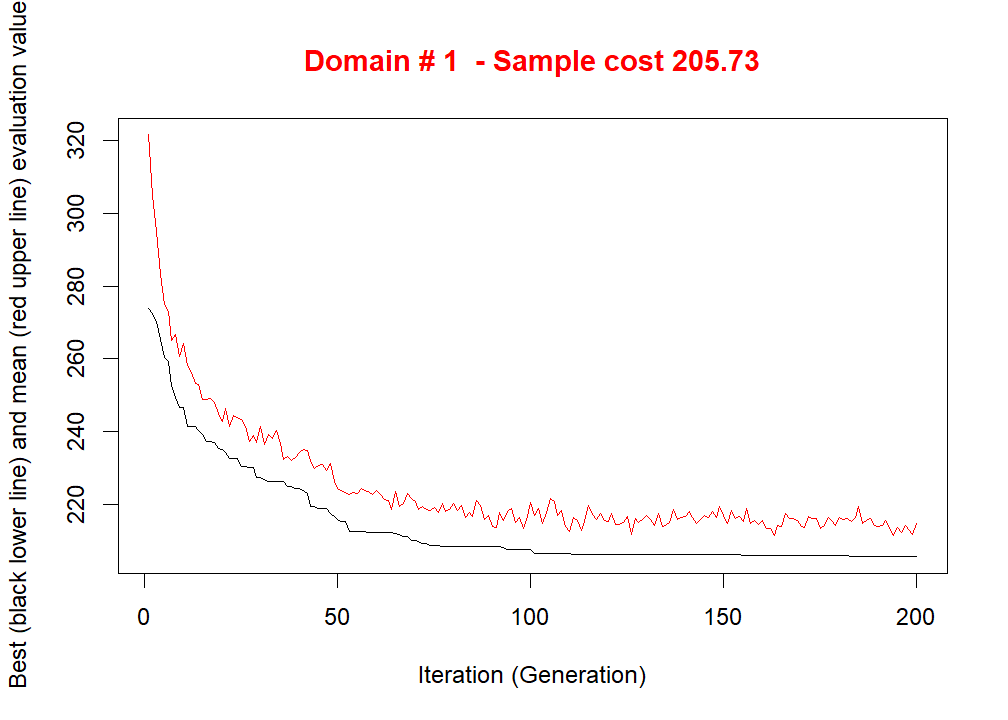 Domain # 1  - Sample cost 205.73
Best (black lower line) and mean (red upper line) evaluation value
320
300
280
260
240
220
0 50 100 150 200
Iteration (Generation)